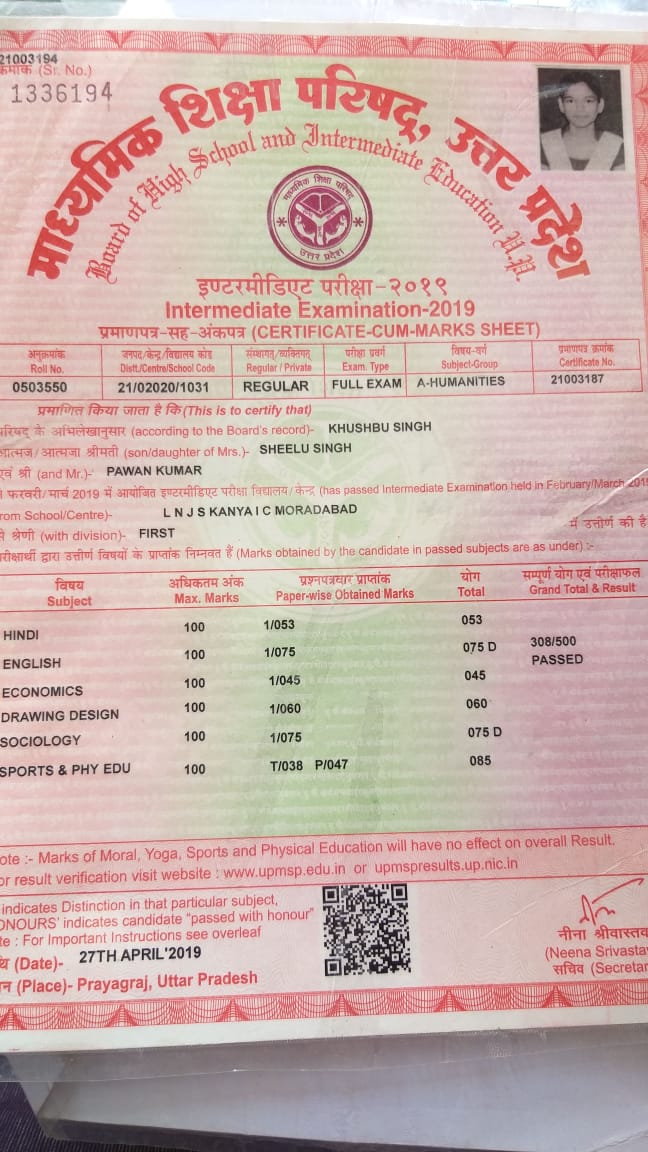 21003194
क्रमांक (Sr. No.)
1336194
माध्यमिक शिक्षा परिषद्, उत्तर प्रदेश
Board of High School and Intermediate Education U.P.
माध्यमिक शिक्षा परिषद्
उत्तर प्रदेश
इण्टरमीडिएट परीक्षा-२०१९
Intermediate Examination-2019
प्रमाणपत्र-सह-अंकपत्र (CERTIFICATE-CUM-MARKS SHEET)
अनुक्रमांक जनपद/केन्द्र/विद्यालय कोड संस्थागत/व्यक्तिगत परीक्षा प्रवर्ग विषय-वर्ग प्रमाणपत्र क्रमांक
Roll No. Distt./Centre/School Code Regular / Private Exam. Type Subject-Group Certificate No.
0503550 21/02020/1031 REGULAR FULL EXAM A-HUMANITIES 21003187
प्रमाणित किया जाता है कि (This is to certify that)
परिषद् के अभिलेखानुसार (according to the Board's record)- KHUSHBU SINGH
आत्मज/आत्मजा श्रीमती (son/daughter of Mrs.)- SHEELU SINGH
एवं श्री (and Mr.)- PAWAN KUMAR
फरवरी/मार्च 2019 में आयोजित इण्टरमीडिएट परीक्षा विद्यालय/केन्द्र (has passed Intermediate Examination held in February/March 2019
from School/Centre)- L N J S KANYA I C MORADABAD
से श्रेणी (with division)- FIRST में उत्तीर्ण की है
परीक्षार्थी द्वारा उत्तीर्ण विषयों के प्राप्तांक निम्नवत हैं (Marks obtained by the candidate in passed subjects are as under) :-
विषय अधिकतम अंक प्रश्नपत्रवार प्राप्तांक योग सम्पूर्ण योग एवं परीक्षाफल
Subject Max. Marks Paper-wise Obtained Marks Total Grand Total & Result
HINDI 100 1/053 053
ENGLISH 100 1/075 075 D 308/500
PASSED
ECONOMICS 100 1/045 045
DRAWING DESIGN 100 1/060 060
SOCIOLOGY 100 1/075 075 D
SPORTS & PHY EDU 100 T/038 P/047 085
ote :- Marks of Moral, Yoga, Sports and Physical Education will have no effect on overall Result.
or result verification visit website : www.upmsp.edu.in or upmspresults.up.nic.in
indicates Distinction in that particular subject,
ONOURS' indicates candidate "passed with honour"
te : For Important Instructions see overleaf
थि (Date)- 27TH APRIL'2019
न (Place)- Prayagraj, Uttar Pradesh
नीना श्रीवास्तव
(Neena Srivastav
सचिव (Secretar